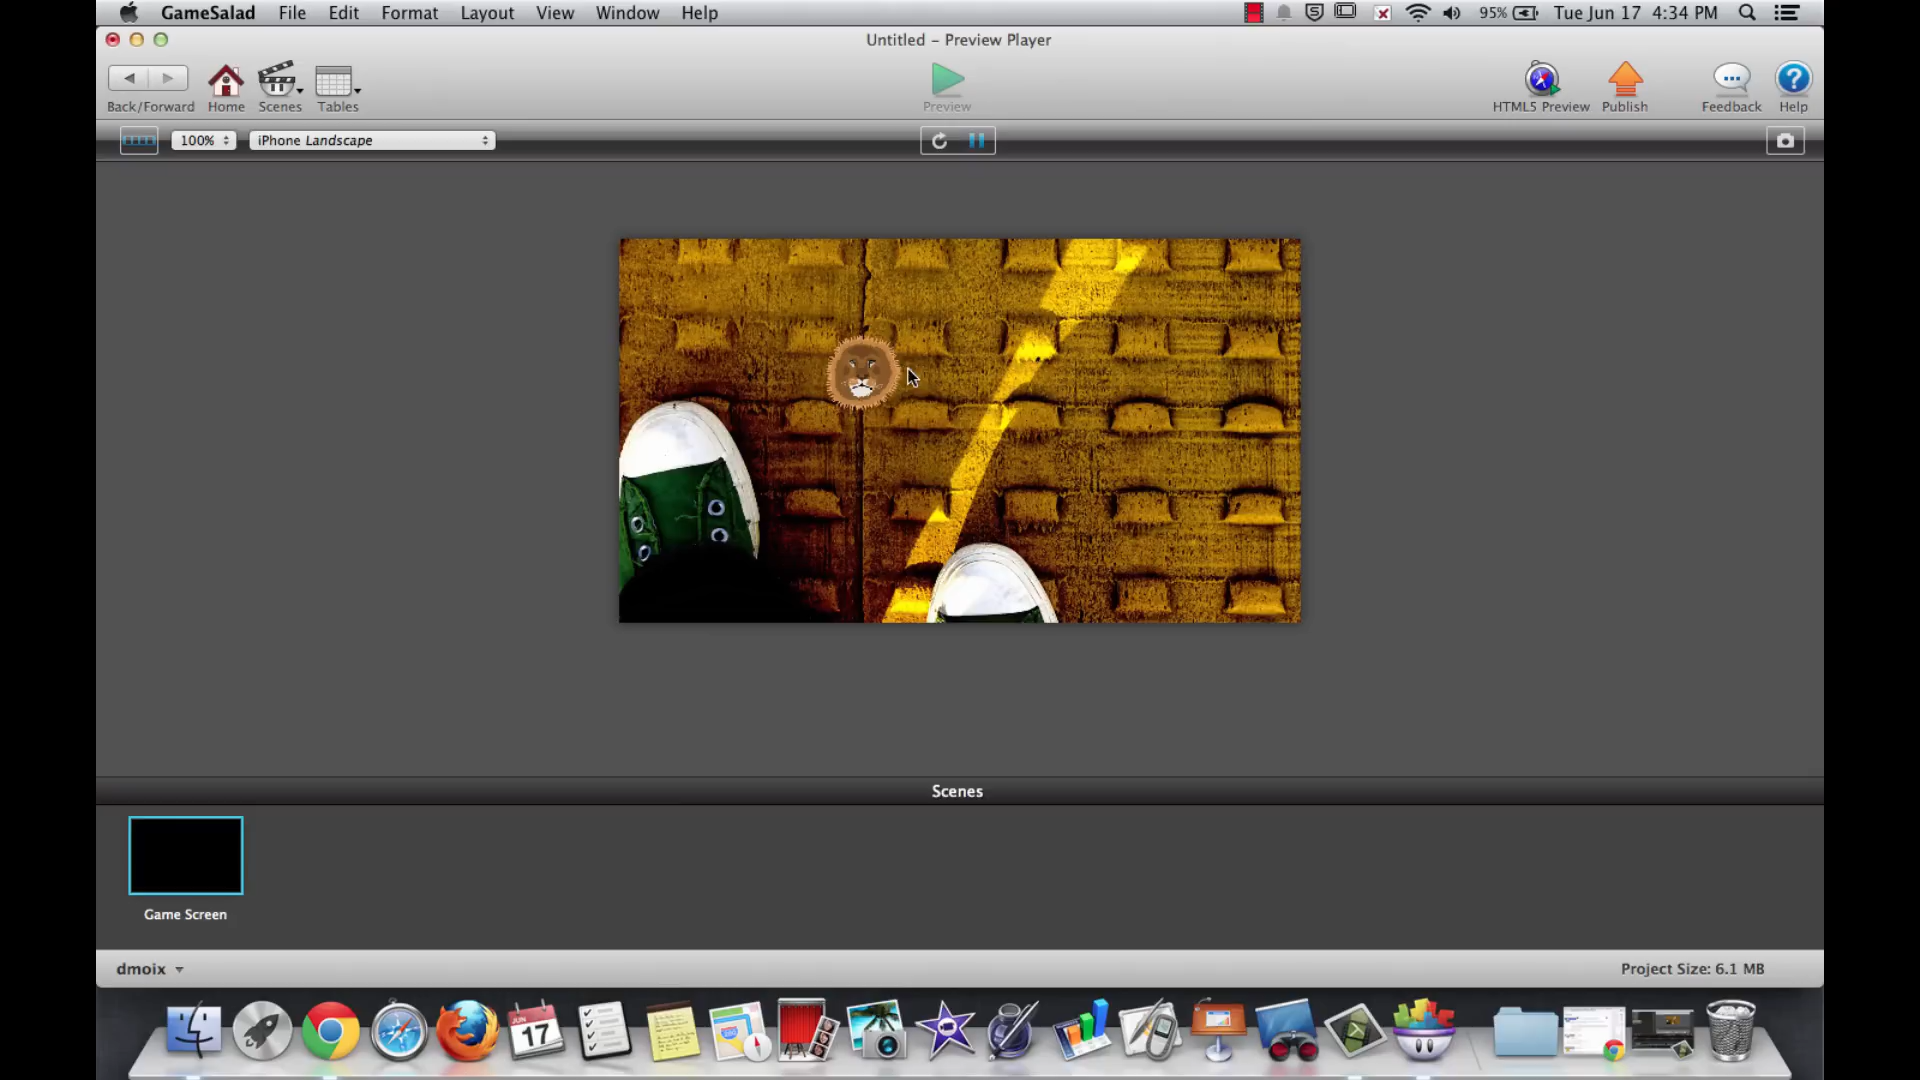 GameSalad File Edit Format Layout View Window Help
95% Tue Jun 17 4:34 PM
Untitled – Preview Player
Back/Forward Home Scenes Tables
Preview
HTML5 Preview Publish Feedback Help
100% iPhone Landscape
Scenes
Game Screen
dmoix
Project Size: 6.1 MB
JUN
17